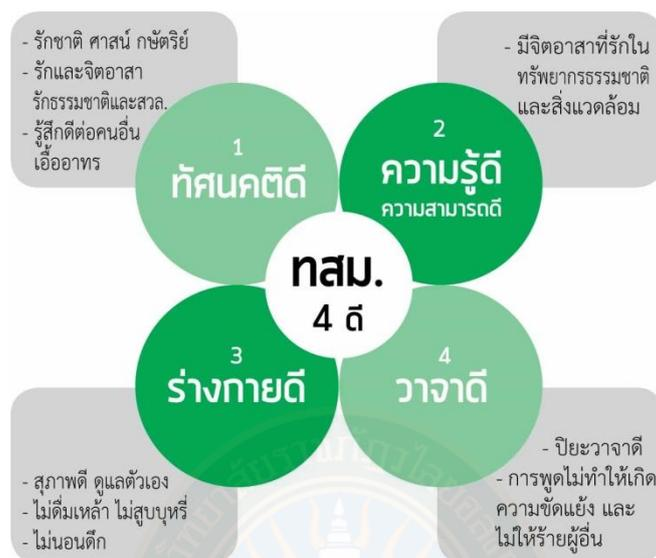 - รักชาติ ศาสน์ กษัตริย์
- รักและจิตอาสา
รักธรรมชาติและสวล.
- รู้สึกดีต่อคนอื่น
เอื้ออาทร
1
ทัศนคติดี
- มีจิตอาสาที่รักใน
ทรัพยากรธรรมชาติ
และสิ่งแวดล้อม
2
ความรู้ดี
ความสามารถดี
ทสม.
4 ดี
3
ร่างกายดี
- สุภาพดี ดูแลตัวเอง
- ไม่ดื่มเหล้า ไม่สูบบุหรี่
- ไม่นอนดึก
4
วาจาดี
- ปิยะวาจาดี
- การพูดไม่ทำให้เกิด
ความขัดแย้ง และ
ไม่ให้ร้ายผู้อื่น